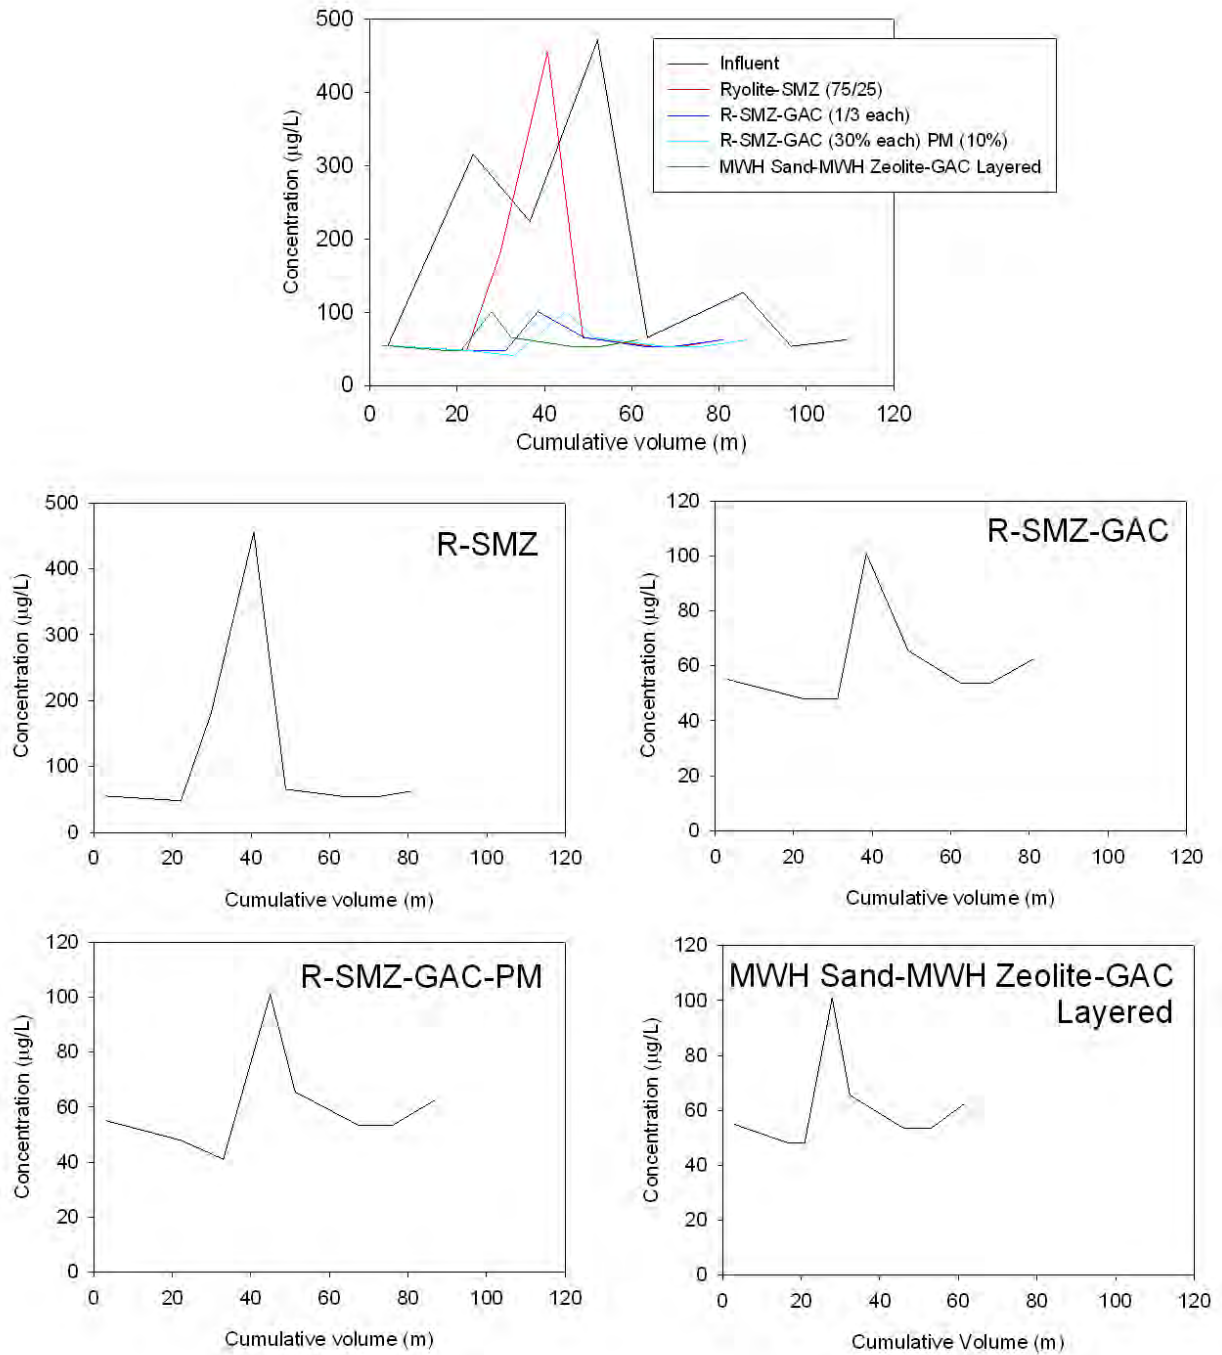 500
400
300
200
100
0
Concentration (µg/L)
Influent
Ryolite-SMZ (75/25)
R-SMZ-GAC (1/3 each)
R-SMZ-GAC (30% each) PM (10%)
MWH Sand-MWH Zeolite-GAC Layered
0 20 40 60 80 100 120
Cumulative volume (m)
R-SMZ
500
400
300
200
100
0
Concentration (µg/L)
0 20 40 60 80 100 120
Cumulative volume (m)
R-SMZ-GAC
120
100
80
60
40
20
0
Concentration (µg/L)
0 20 40 60 80 100 120
Cumulative volume (m)
R-SMZ-GAC-PM
120
100
80
60
40
20
0
Concentration (µg/L)
0 20 40 60 80 100 120
Cumulative volume (m)
MWH Sand-MWH Zeolite-GAC
Layered
120
100
80
60
40
20
0
Concentration (µg/L)
0 20 40 60 80 100 120
Cumulative Volume (m)